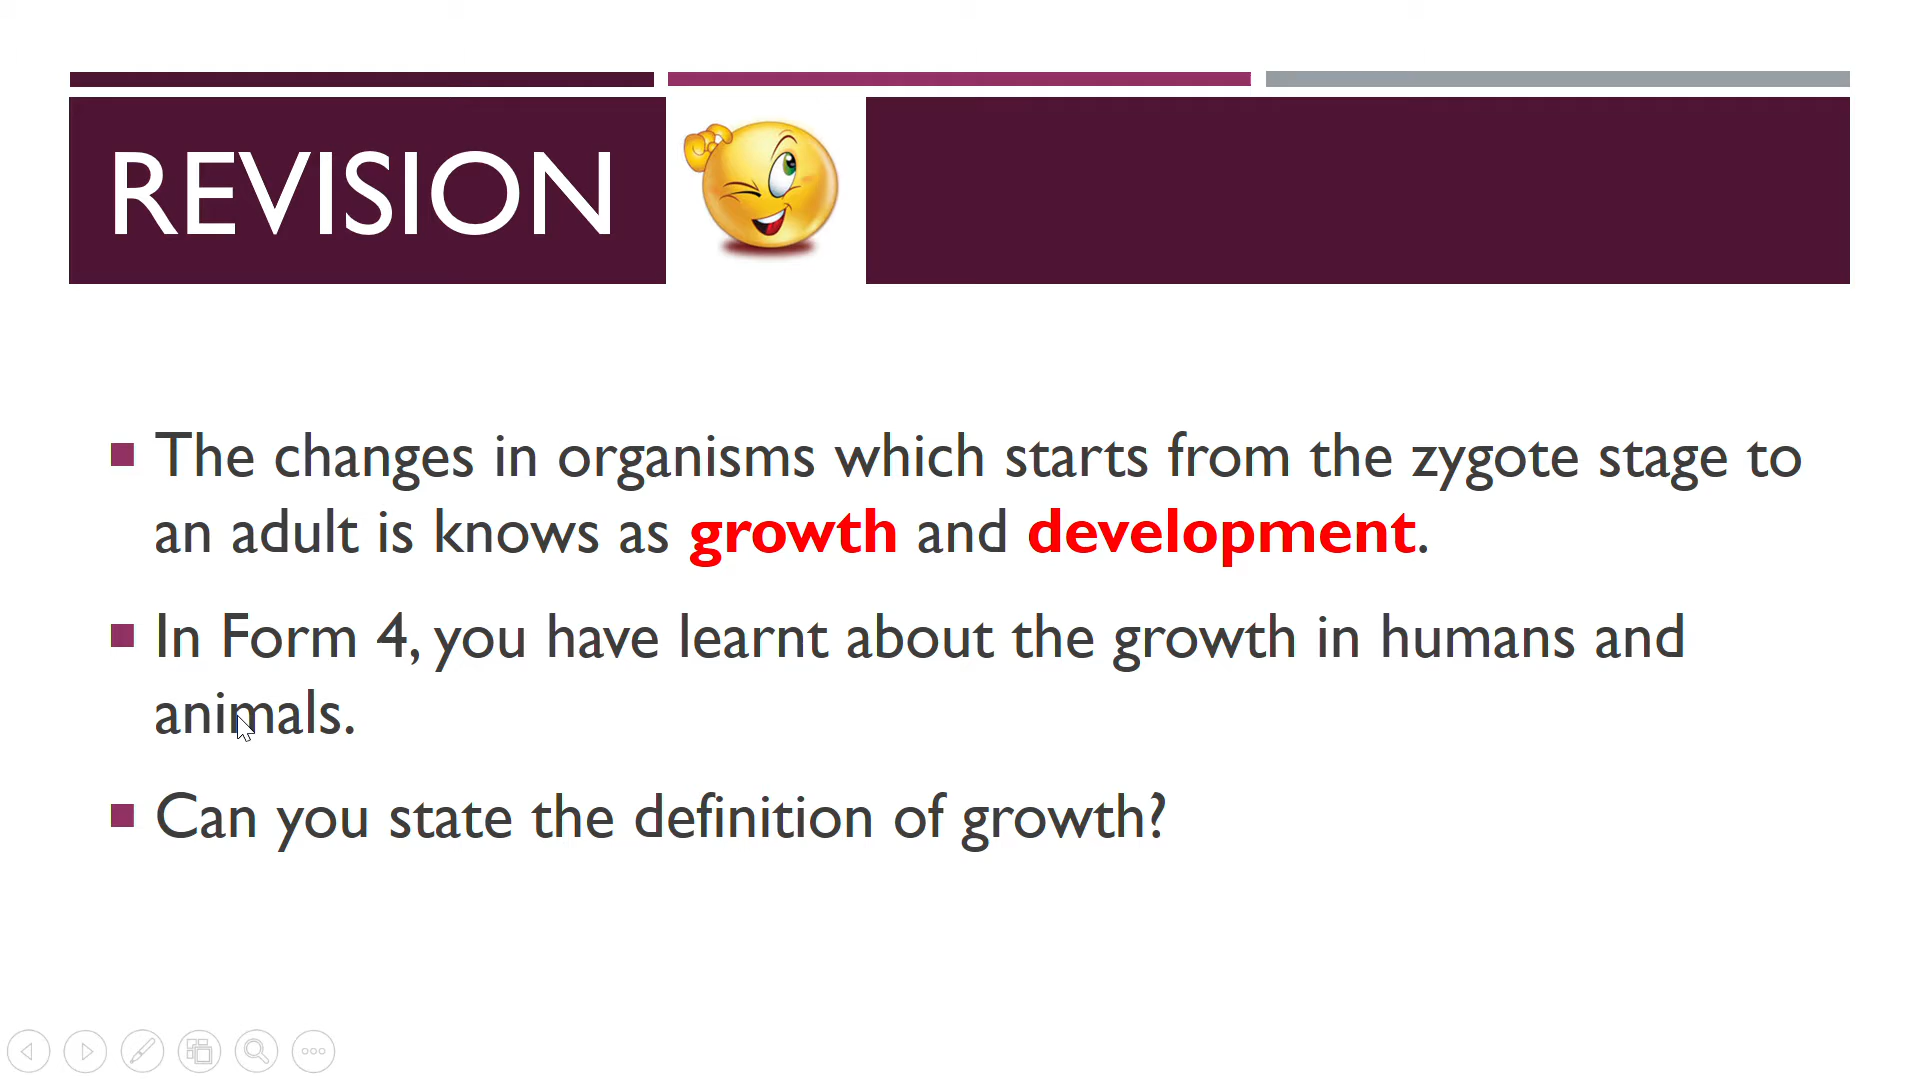 REVISION
The changes in organisms which starts from the zygote stage to
an adult is knows as growth and development.
In Form 4, you have learnt about the growth in humans and
animals.
Can you state the definition of growth?